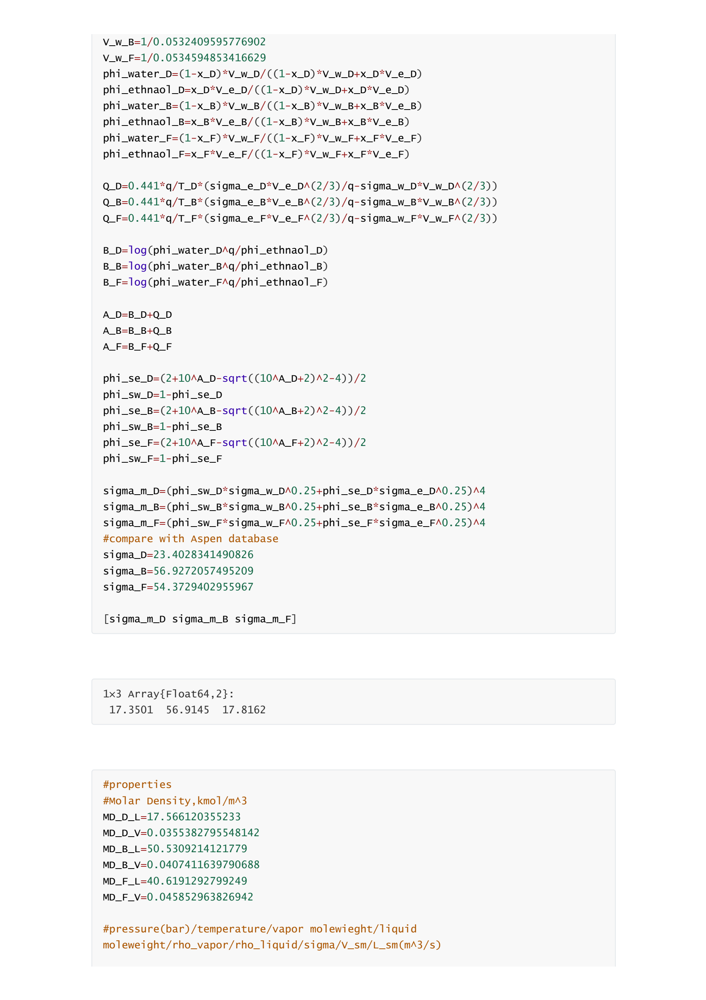 V_w_B=1/0.0532409595776902
V_w_F=1/0.0534594853416629
phi_water_D=(1-x_D)*V_w_D/((1-x_D)*V_w_D+x_D*V_e_D)
phi_ethnaol_D=x_D*V_e_D/((1-x_D)*V_w_D+x_D*V_e_D)
phi_water_B=(1-x_B)*V_w_B/((1-x_B)*V_w_B+x_B*V_e_B)
phi_ethnaol_B=x_B*V_e_B/((1-x_B)*V_w_B+x_B*V_e_B)
phi_water_F=(1-x_F)*V_w_F/((1-x_F)*V_w_F+x_F*V_e_F)
phi_ethnaol_F=x_F*V_e_F/((1-x_F)*V_w_F+x_F*V_e_F)
Q_D=0.441*q/T_D*(sigma_e_D*V_e_D^(2/3)/q-sigma_w_D*V_w_D^(2/3))
Q_B=0.441*q/T_B*(sigma_e_B*V_e_B^(2/3)/q-sigma_w_B*V_w_B^(2/3))
Q_F=0.441*q/T_F*(sigma_e_F*V_e_F^(2/3)/q-sigma_w_F*V_w_F^(2/3))
B_D=log(phi_water_D^q/phi_ethnaol_D)
B_B=log(phi_water_B^q/phi_ethnaol_B)
B_F=log(phi_water_F^q/phi_ethnaol_F)
A_D=B_D+Q_D
A_B=B_B+Q_B
A_F=B_F+Q_F
phi_se_D=(2+10^A_D-sqrt((10^A_D+2)^2-4))/2
phi_sw_D=1-phi_se_D
phi_se_B=(2+10^A_B-sqrt((10^A_B+2)^2-4))/2
phi_sw_B=1-phi_se_B
phi_se_F=(2+10^A_F-sqrt((10^A_F+2)^2-4))/2
phi_sw_F=1-phi_se_F
sigma_m_D=(phi_sw_D*sigma_w_D^0.25+phi_se_D*sigma_e_D^0.25)^4
sigma_m_B=(phi_sw_B*sigma_w_B^0.25+phi_se_B*sigma_e_B^0.25)^4
sigma_m_F=(phi_sw_F*sigma_w_F^0.25+phi_se_F*sigma_e_F^0.25)^4
#compare with Aspen database
sigma_D=23.4028341490826
sigma_B=56.9272057495209
sigma_F=54.3729402955967
[sigma_m_D sigma_m_B sigma_m_F]
1×3 Array{Float64,2}:
17.3501  56.9145  17.8162
#properties
#Molar Density,kmol/m^3
MD_D_L=17.566120355233
MD_D_V=0.0355382795548142
MD_B_L=50.5309214121779
MD_B_V=0.0407411639790688
MD_F_L=40.6191292799249
MD_F_V=0.045852963826942
#pressure(bar)/temperature/vapor molewieght/liquid
moleweight/rho_vapor/rho_liquid/sigma/V_sm/L_sm(m^3/s)